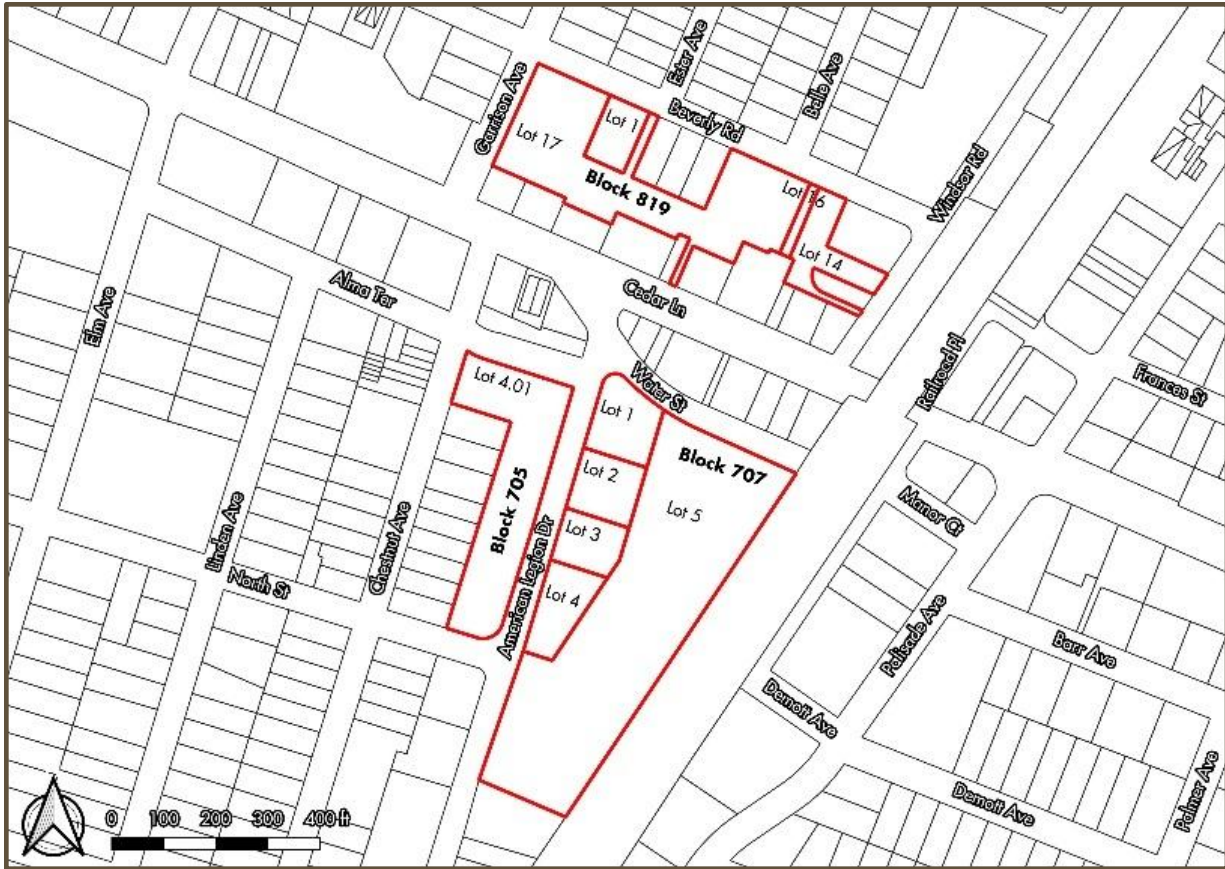 Garrison Ave
Ester Ave
Belle Ave
Beverly Rd
Windsor Rd
Lot 17
Lot 1
Block 819
Lot 16
Lot 14
Alma Ter
Elm Ave
Cedar Ln
Railroad Pl
Frances St
Water St
Lot 4.01
Lot 1
Lot 2
Lot 3
Lot 4
Lot 5
Block 705
Block 707
American Legion Dr
Manor Ct
Linden Ave
North St
Chestnut Ave
Palisade Ave
Barr Ave
Demott Ave
Demott Ave
Palmer Ave
0 100 200 300 400 ft